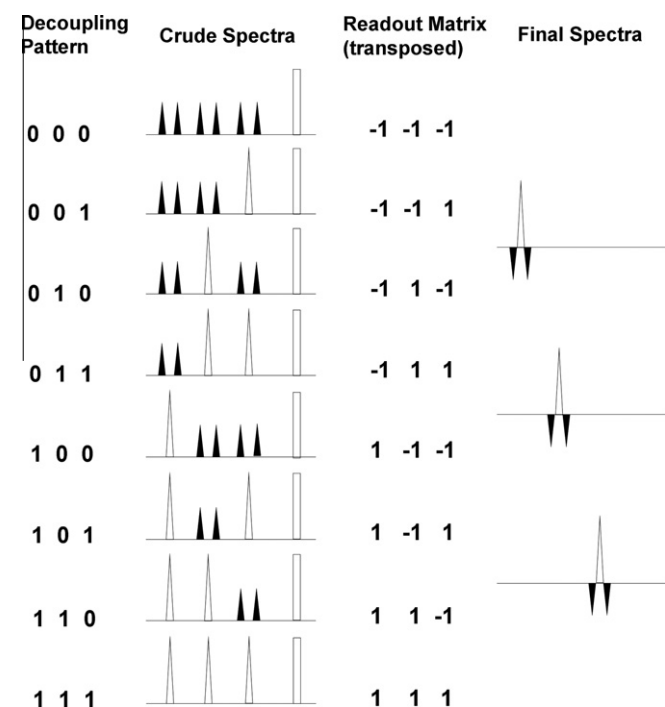 Decoupling Pattern
Crude Spectra
Readout Matrix (transposed)
Final Spectra
0 0 0
-1 -1 -1
0 0 1
-1 -1 1
0 1 0
-1 1 -1
0 1 1
-1 1 1
1 0 0
1 -1 -1
1 0 1
1 -1 1
1 1 0
1 1 -1
1 1 1
1 1 1